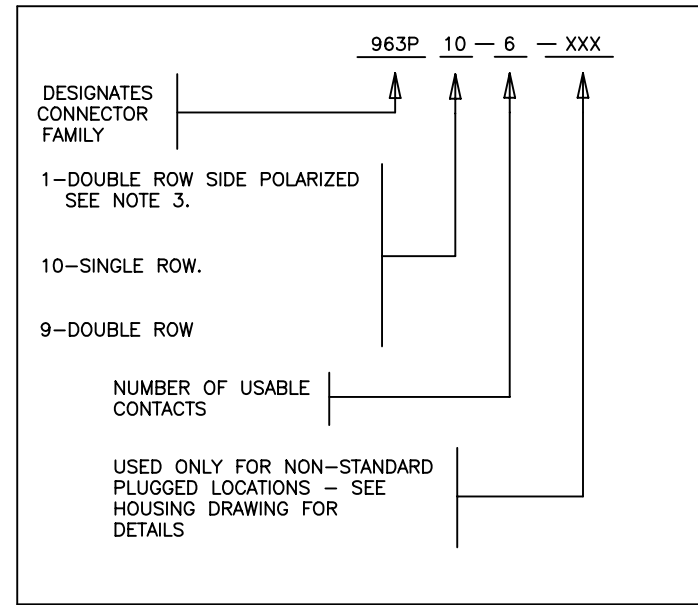 963P 10 — 6 — XXX
DESIGNATES
CONNECTOR
FAMILY
1—DOUBLE ROW SIDE POLARIZED
SEE NOTE 3.
10—SINGLE ROW.
9—DOUBLE ROW
NUMBER OF USABLE
CONTACTS
USED ONLY FOR NON—STANDARD
PLUGGED LOCATIONS — SEE
HOUSING DRAWING FOR
DETAILS